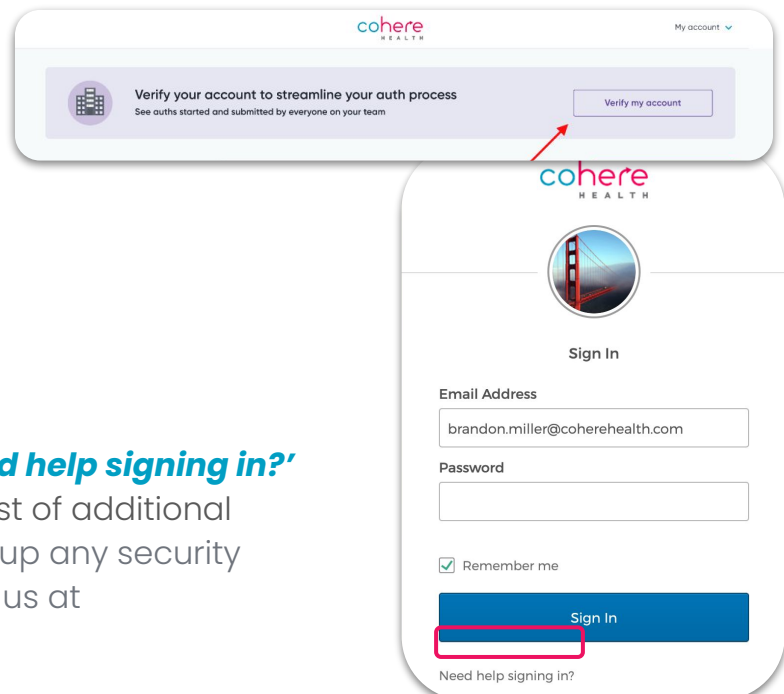 cohere
HEALTH
My account
Verify your account to streamline your auth process
See auths started and submitted by everyone on your team
Verify my account
cohere
HEALTH
Sign In
Email Address
brandon.miller@coherehealth.com
Password
Remember me
Sign In
Need help signing in?
help signing in?’
of additional
up any security
us at